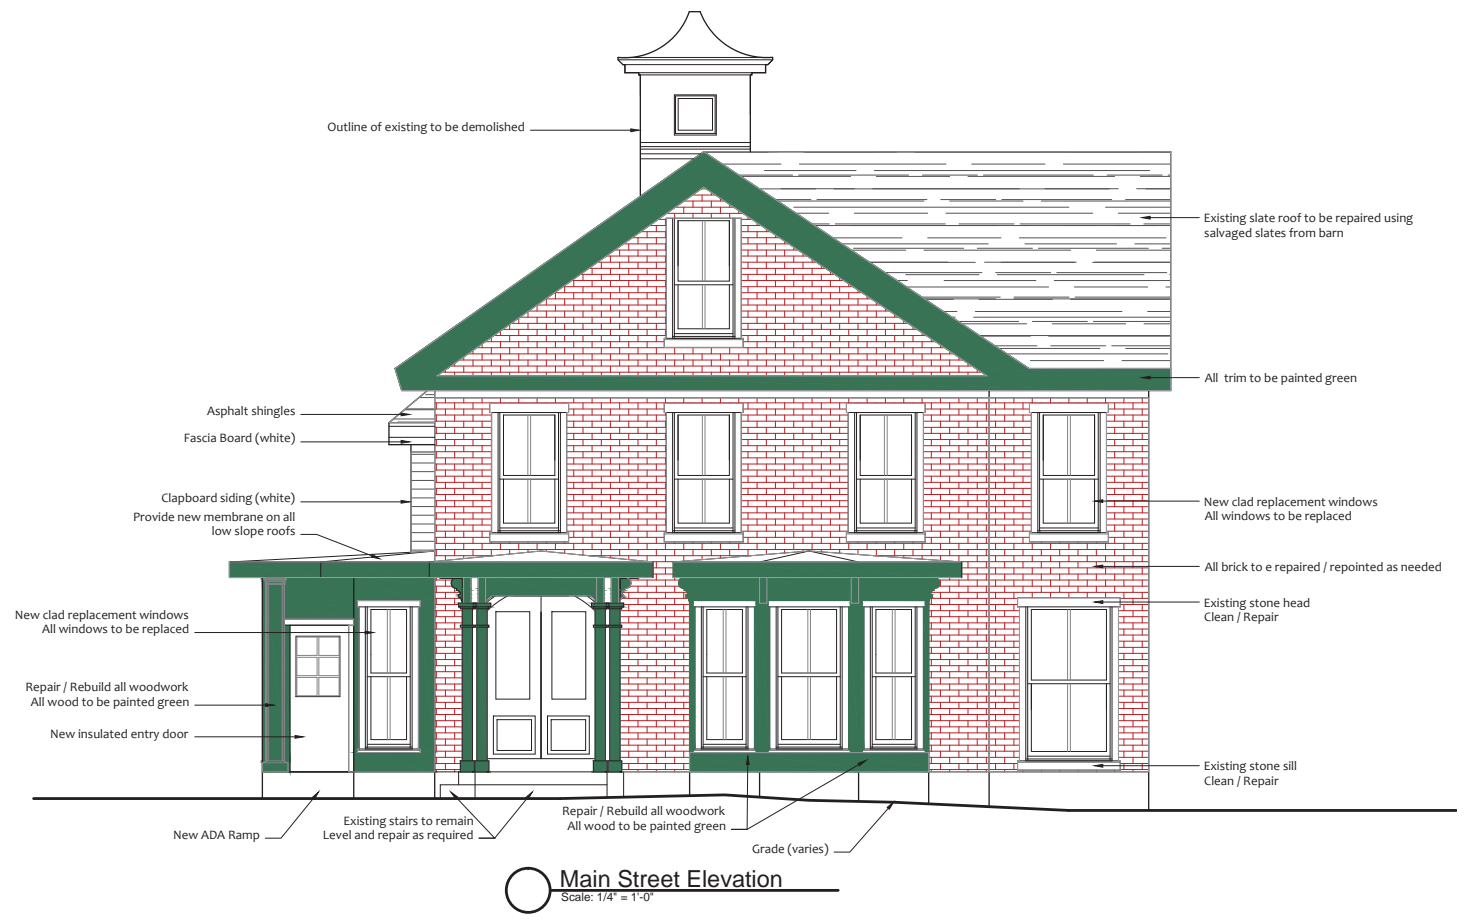 Outline of existing to be demolished
Existing slate roof to be repaired using
salvaged slates from barn
All trim to be painted green
Asphalt shingles
Fascia Board (white)
Clapboard siding (white)
Provide new membrane on all
low slope roofs
New clad replacement windows
All windows to be replaced
All brick to e repaired / repointed as needed
Existing stone head
Clean / Repair
New clad replacement windows
All windows to be replaced
Repair / Rebuild all woodwork
All wood to be painted green
New insulated entry door
Existing stone sill
Clean / Repair
New ADA Ramp
Existing stairs to remain
Level and repair as required
Repair / Rebuild all woodwork
All wood to be painted green
Grade (varies)
Main Street Elevation
Scale: 1/4" = 1'-0"